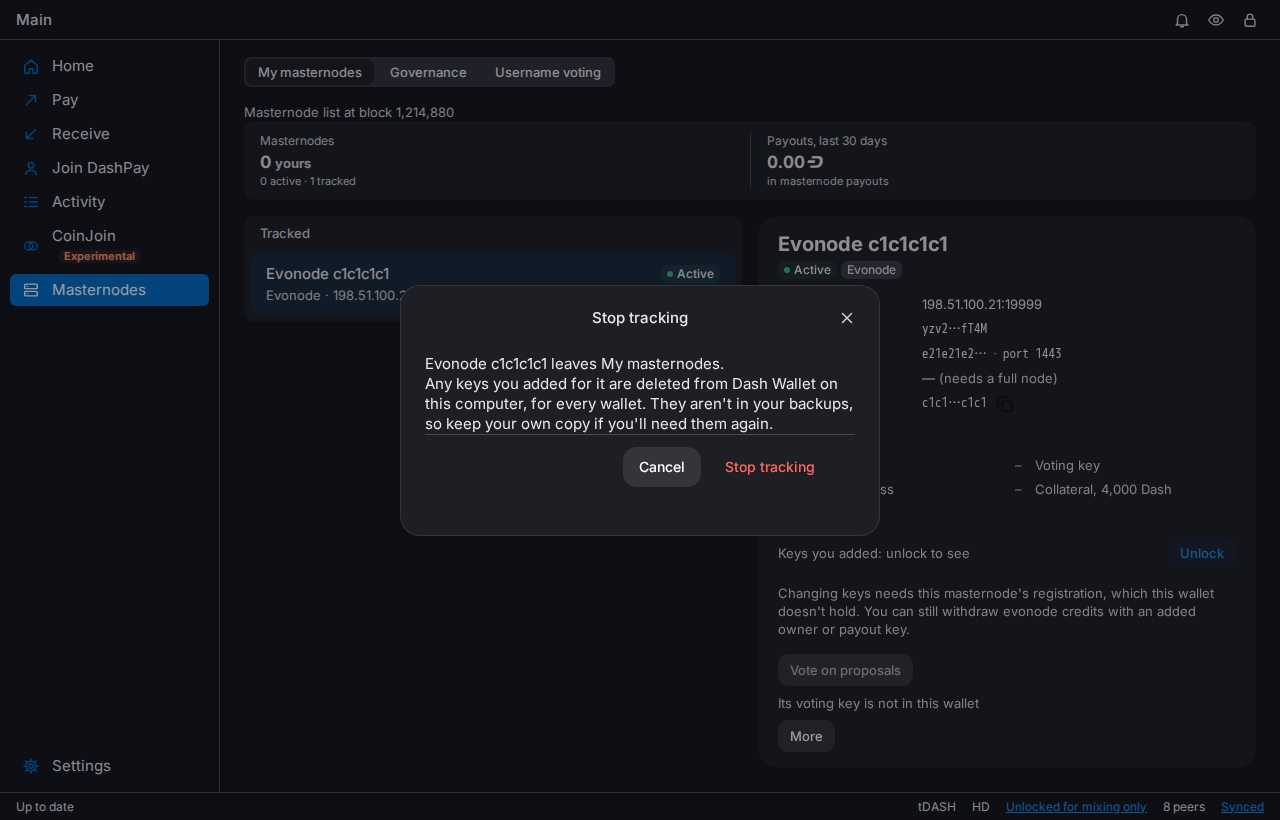 Main
Home
Pay
Receive
Join DashPay
Activity
CoinJoin
Experimental
Masternodes
Settings
My masternodes
Governance
Username voting
Masternode list at block 1,214,880
Masternodes
0 yours
0 active · 1 tracked
Payouts, last 30 days
0.00
in masternode payouts
Tracked
Evonode c1c1c1c1
Active
Evonode · 198.51.100.2
Evonode c1c1c1c1
Active
Evonode
198.51.100.21:19999
yzv2···fT4M
e21e21e2··· · port 1443
— (needs a full node)
c1c1···c1c1
– Voting key
ss
– Collateral, 4,000 Dash
Keys you added: unlock to see
Unlock
Changing keys needs this masternode's registration, which this wallet
doesn't hold. You can still withdraw evonode credits with an added
owner or payout key.
Vote on proposals
Its voting key is not in this wallet
More
Stop tracking
Evonode c1c1c1c1 leaves My masternodes.
Any keys you added for it are deleted from Dash Wallet on
this computer, for every wallet. They aren't in your backups,
so keep your own copy if you'll need them again.
Cancel
Stop tracking
Up to date
tDASH
HD
Unlocked for mixing only
8 peers
Synced